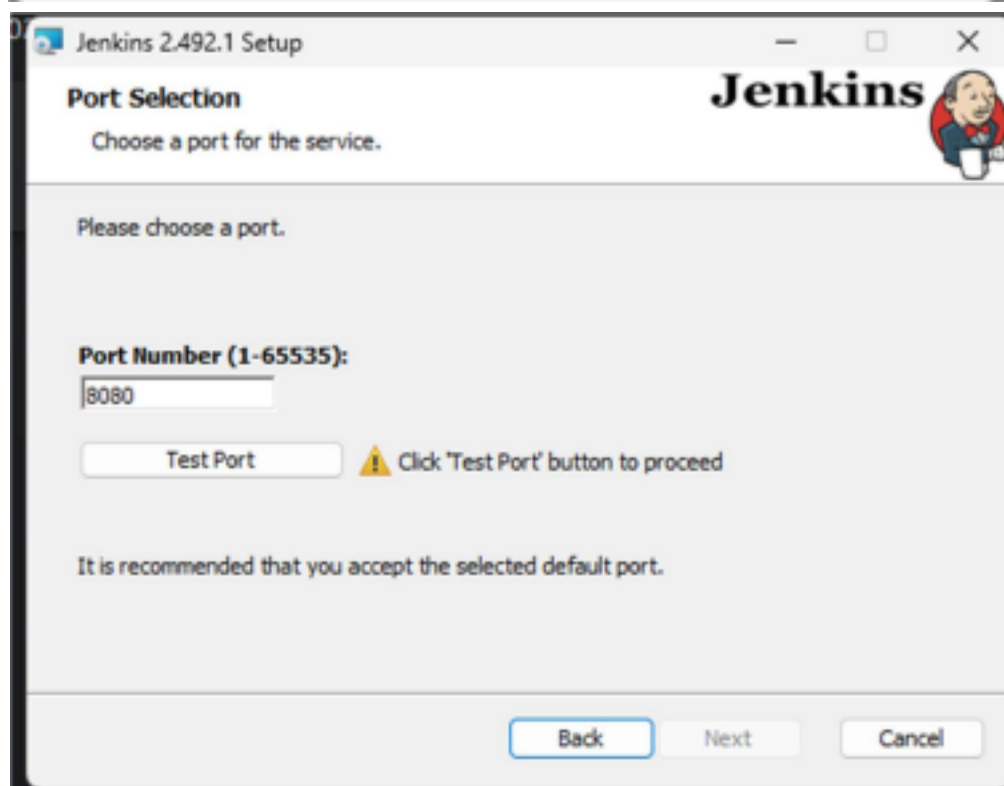 Jenkins 2.492.1 Setup
Port Selection
Jenkins
Choose a port for the service.
Please choose a port.
Port Number (1-65535):
8080
Test Port
Click 'Test Port' button to proceed
It is recommended that you accept the selected default port.
Back
Next
Cancel